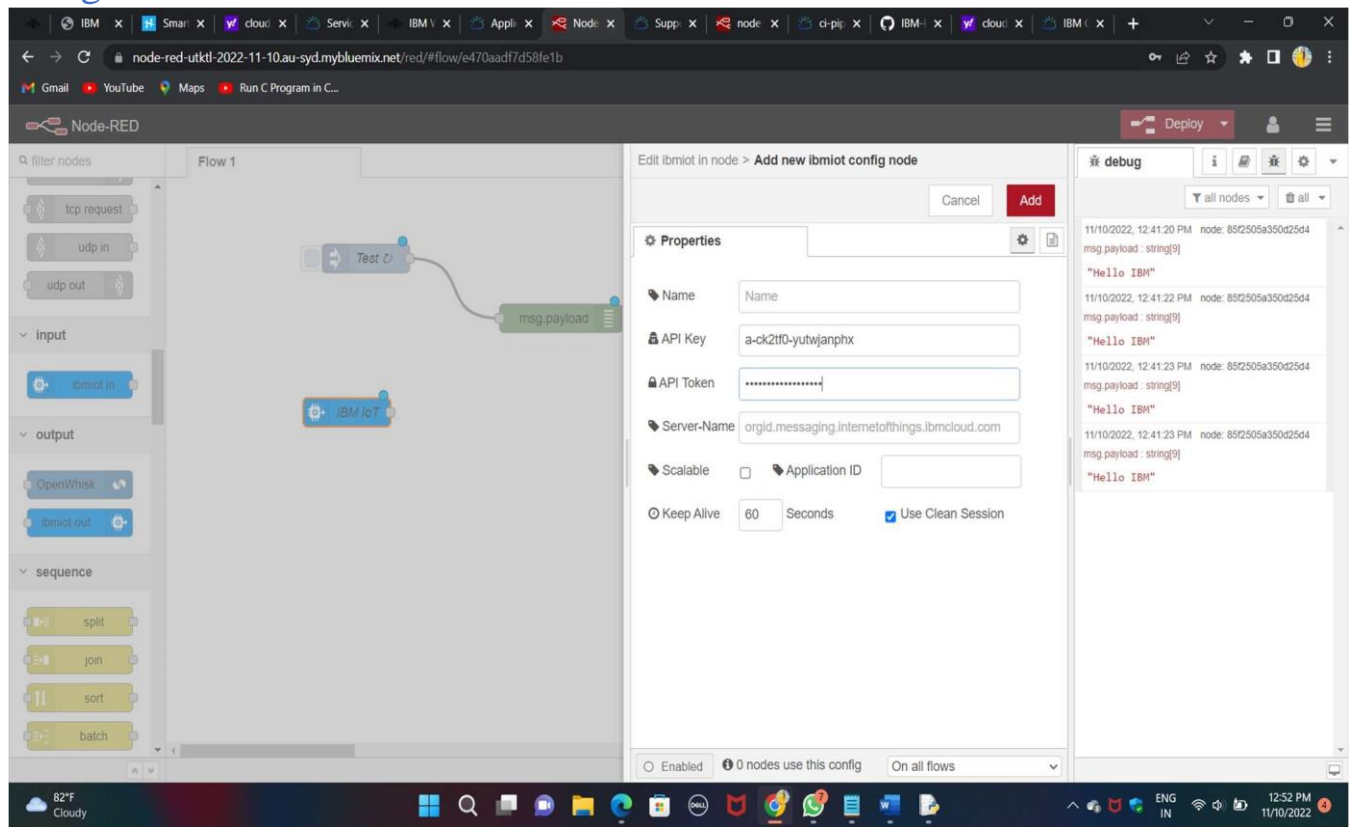 IBM Smar cloud Servic IBM V Appli Node Supp node ci-pip IBM-I cloud IBM C
node-red-utktl-2022-11-10.au-syd.mybluemix.net/red/#flow/e470aadf7d58fe1b
Gmail YouTube Maps Run C Program in C...
Node-RED Deploy
filter nodes Flow 1 Edit ibmiot in node > Add new ibmiot config node debug
Cancel Add
all nodes all
tcp request
udp in
udp out
input
ibmiot in
output
OpenWhisk
ibmiot out
sequence
split
join
sort
batch
Test ↻
msg.payload
IBM IoT
Properties
Name Name
API Key a-ck2tf0-yutwjanphx
API Token ••••••••••••••••••
Server-Name orgid.messaging.internetofthings.ibmcloud.com
Scalable Application ID
Keep Alive 60 Seconds Use Clean Session
Enabled 0 nodes use this config On all flows
11/10/2022, 12:41:20 PM node: 85f2505a350d25d4
msg.payload : string[9]
"Hello IBM"
11/10/2022, 12:41:22 PM node: 85f2505a350d25d4
msg.payload : string[9]
"Hello IBM"
11/10/2022, 12:41:23 PM node: 85f2505a350d25d4
msg.payload : string[9]
"Hello IBM"
11/10/2022, 12:41:23 PM node: 85f2505a350d25d4
msg.payload : string[9]
"Hello IBM"
82°F
Cloudy
DELL
7
ENG
IN
12:52 PM
11/10/2022
4